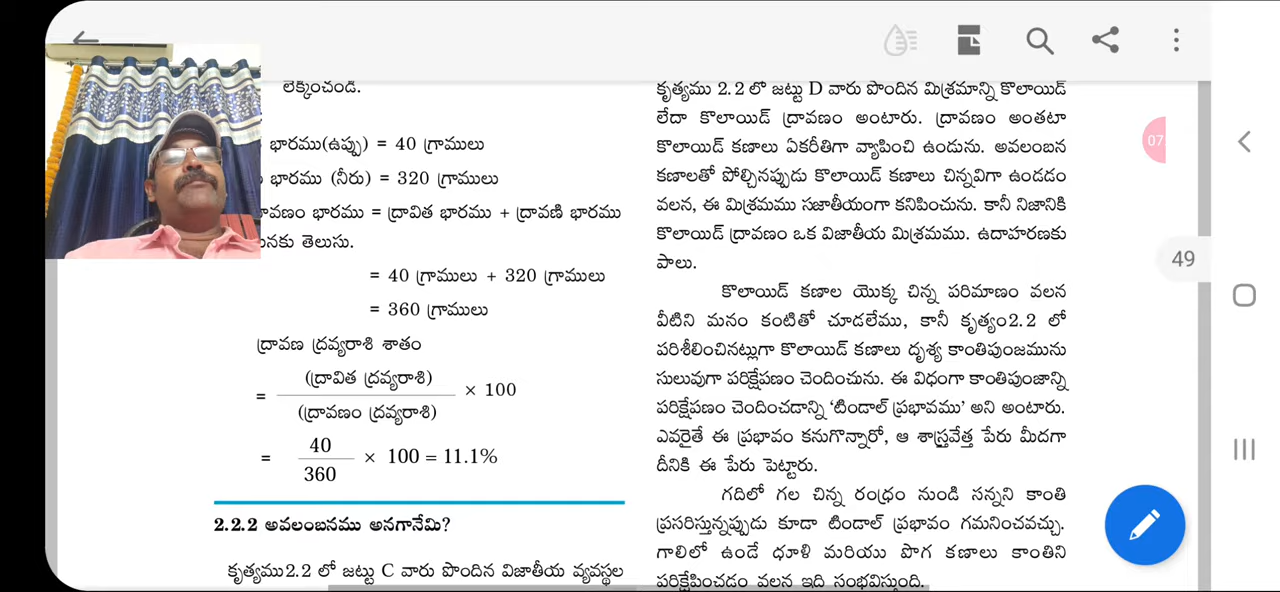 లెక్కించండి.
భారము(ఉప్పు) = 40 గ్రాములు
భారము (నీరు) = 320 గ్రాములు
భారము = ద్రావిత భారము + ద్రావణి భారము
తెలుసు.
= 40 గ్రాములు + 320 గ్రాములు
= 360 గ్రాములు
ద్రావణ ద్రవ్యరాశి శాతం
= (ద్రావిత ద్రవ్యరాశి) × 100
(ద్రావణం ద్రవ్యరాశి)
= 40 × 100 = 11.1%
360
2.2.2 అవలంబనము అనగానేమి?
కృత్యము2.2 లో జట్టు C వారు పొందిన విజాతీయ వ్యవస్థల
కృత్యము 2.2 లో జట్టు D వారు పొందిన మిశ్రమాన్ని కొలాయిడ్
లేదా కొలాయిడ్ ద్రావణం అంటారు. ద్రావణం అంతటా
కొలాయిడ్ కణాలు ఏకరీతిగా వ్యాపించి ఉండును. అవలంబన
కణాలతో పోల్చినపుడు కొలాయిడ్ కణాలు చిన్నవిగా ఉండడం
వలన, ఈ మిశ్రమము సజాతీయంగా కనిపించును. కానీ నిజానికి
కొలాయిడ్ ద్రావణం ఒక విజాతీయ మిశ్రమము. ఉదాహరణకు
పాలు.
కొలాయిడ్ కణాల యొక్క చిన్న పరిమాణం వలన
వీటిని మనం కంటితో చూడలేము, కానీ కృత్యం2.2 లో
పరిశీలించినట్లుగా కొలాయిడ్ కణాలు దృశ్య కాంతిపుంజమును
సులువుగా పరిక్షేపణం చెందించును. ఈ విధంగా కాంతిపుంజాన్ని
పరిక్షేపణం చెందించడాన్ని ‘టిండాల్ ప్రభావము’ అని అంటారు.
ఎవరైతే ఈ ప్రభావం కనుగొన్నారో, ఆ శాస్త్రవేత్త పేరు మీదగా
దీనికి ఈ పేరు పెట్టారు.
గదిలో గల చిన్న రంధ్రం నుండి సన్నని కాంతి
ప్రసరిస్తున్నప్పుడు కూడా టిండాల్ ప్రభావం గమనించవచ్చు.
గాలిలో ఉండే ధూళి మరియు పొగ కణాలు కాంతిని
పరిక్షేపించడం వలన ఇది సంభవిస్తుంది.
07
49